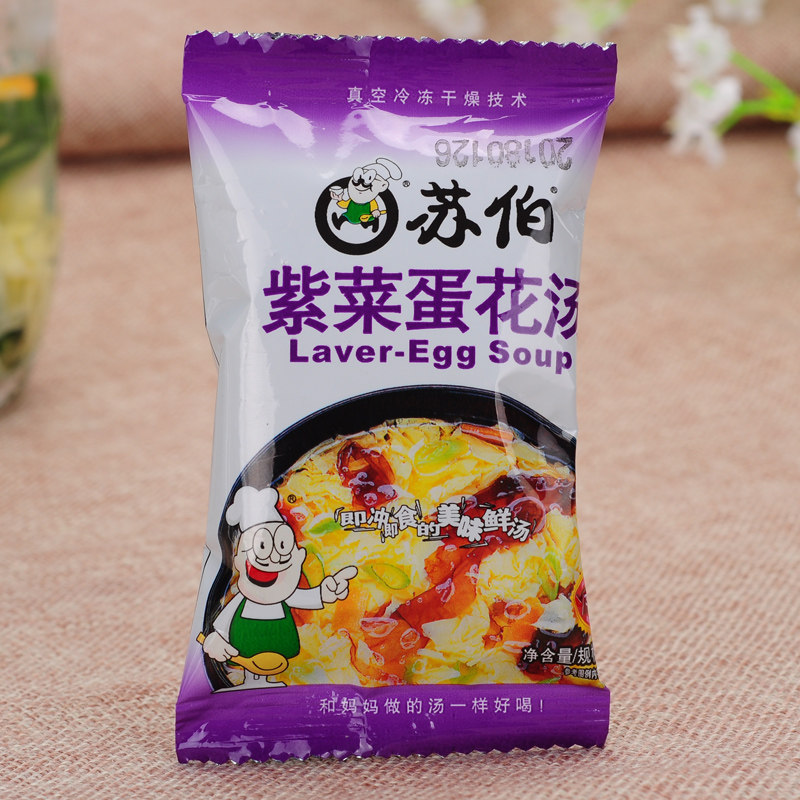 真空冷冻干燥技术
20180126
苏伯
紫菜蛋花汤
Laver-Egg Soup
即冲即食的美味鲜汤
净含量/规
和妈妈做的汤一样好喝!